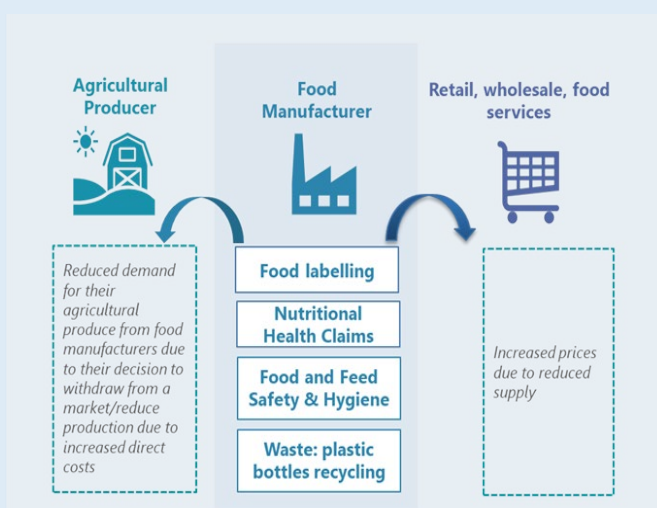 Agricultural
Producer
Food
Manufacturer
Retail, wholesale, food
services
Reduced demand
for their
agricultural
produce from food
manufacturers due
to their decision to
withdraw from a
market/reduce
production due to
increased direct
costs
Food labelling
Nutritional
Health Claims
Food and Feed
Safety & Hygiene
Waste: plastic
bottles recycling
Increased prices
due to reduced
supply